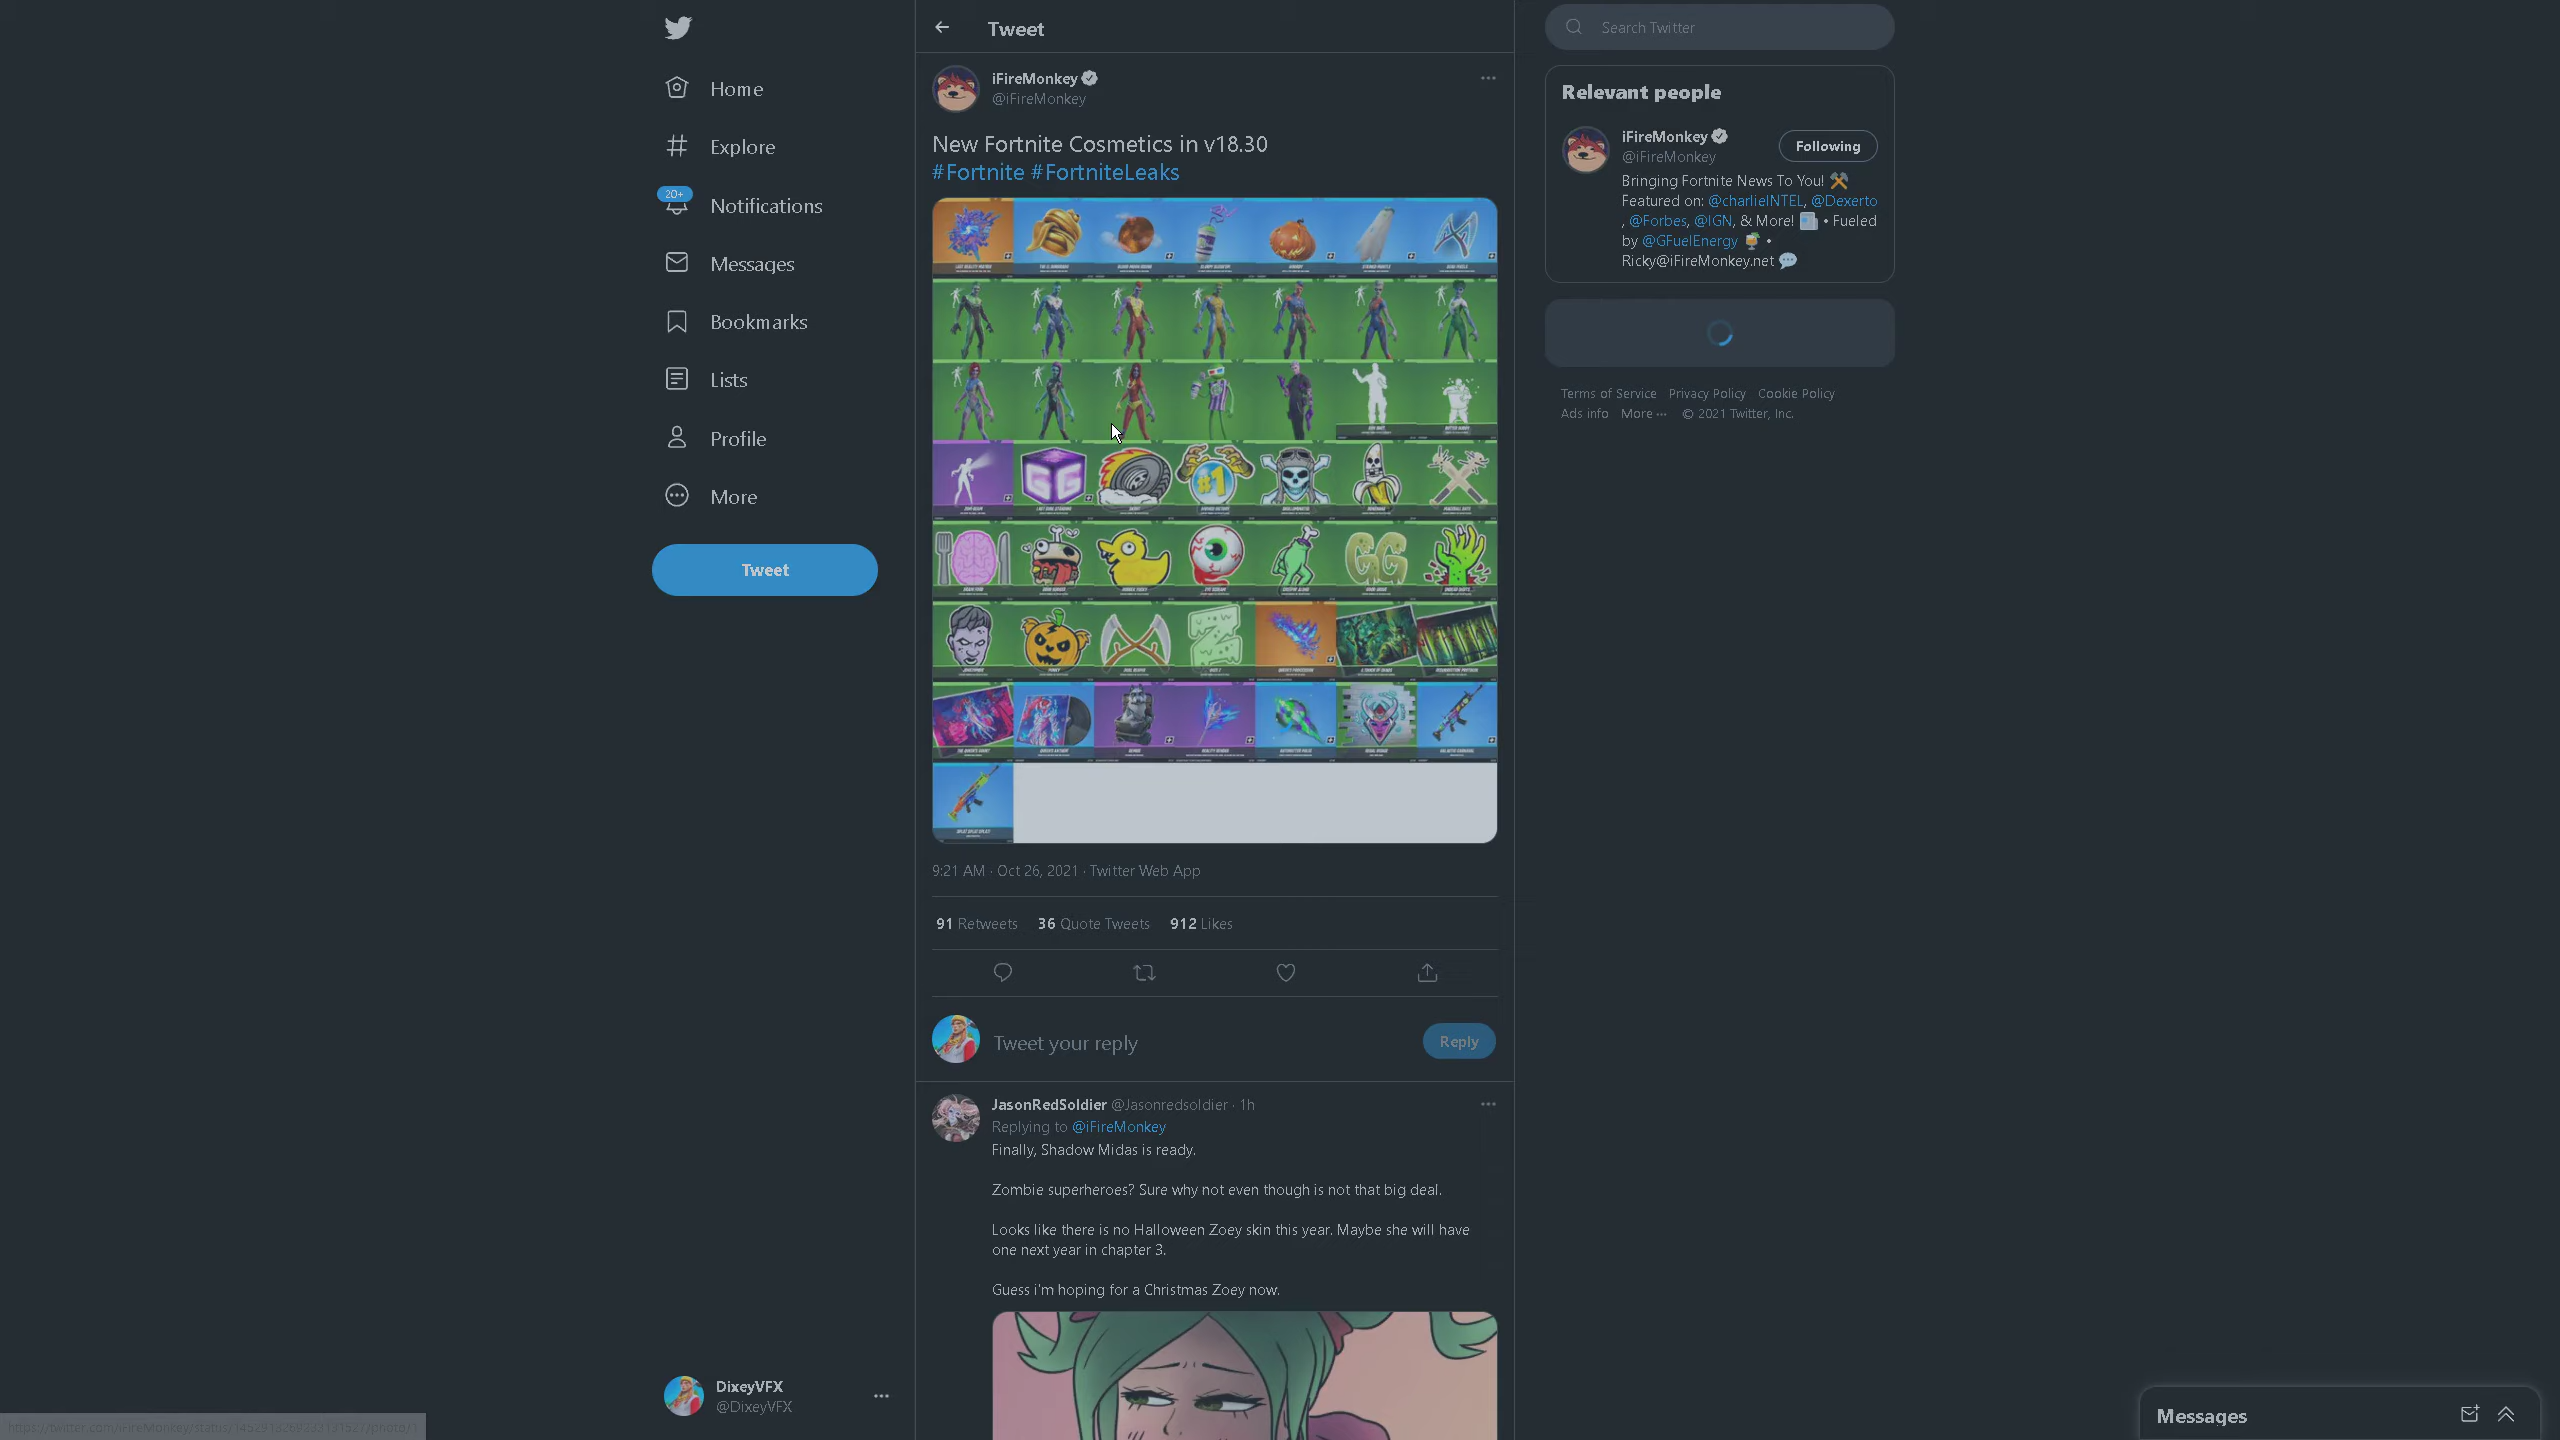 Home
Explore
20+
Notifications
Messages
Bookmarks
Lists
Profile
More
Tweet
DixeyVFX
@DixeyVFX
Tweet
iFireMonkey
@iFireMonkey
New Fortnite Cosmetics in v18.30
#Fortnite #FortniteLeaks
GG
#1
GG
9:21 AM · Oct 26, 2021 · Twitter Web App
91 Retweets 36 Quote Tweets 912 Likes
Tweet your reply
Reply
JasonRedSoldier @Jasonredsoldier · 1h
Replying to @iFireMonkey
Finally, Shadow Midas is ready.
Zombie superheroes? Sure why not even though is not that big deal.
Looks like there is no Halloween Zoey skin this year. Maybe she will have
one next year in chapter 3.
Guess i'm hoping for a Christmas Zoey now.
Search Twitter
Relevant people
iFireMonkey
@iFireMonkey
Following
Bringing Fortnite News To You!
Featured on: @charlieINTEL, @Dexerto
, @Forbes, @IGN, & More! • Fueled
by @GFuelEnergy •
Ricky@iFireMonkey.net
Terms of Service Privacy Policy Cookie Policy
Ads info More ··· © 2021 Twitter, Inc.
Messages